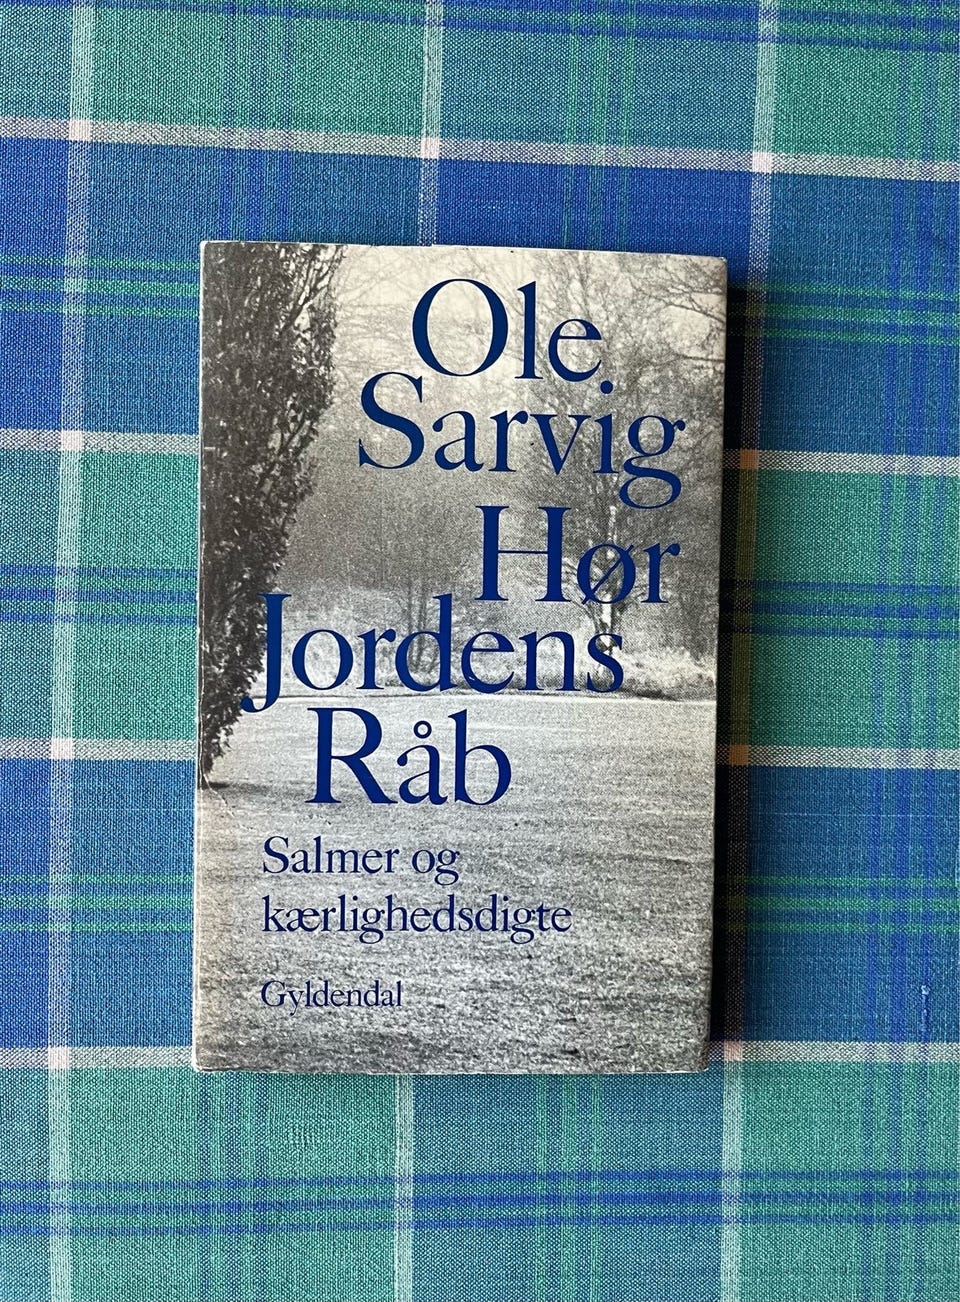 Ole
Sarvig
Hør
Jordens
Råb
Salmer og
kærlighedsdigte
Gyldendal